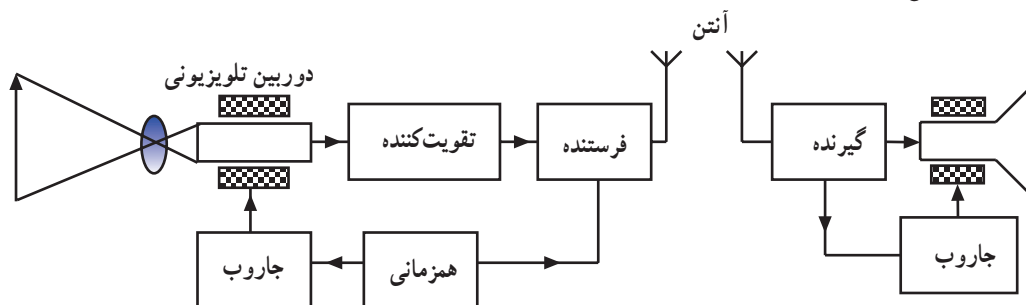 آنتن
دوربین تلویزیونی
تقویت‌کننده
فرستنده
گیرنده
جاروب
همزمانی
جاروب